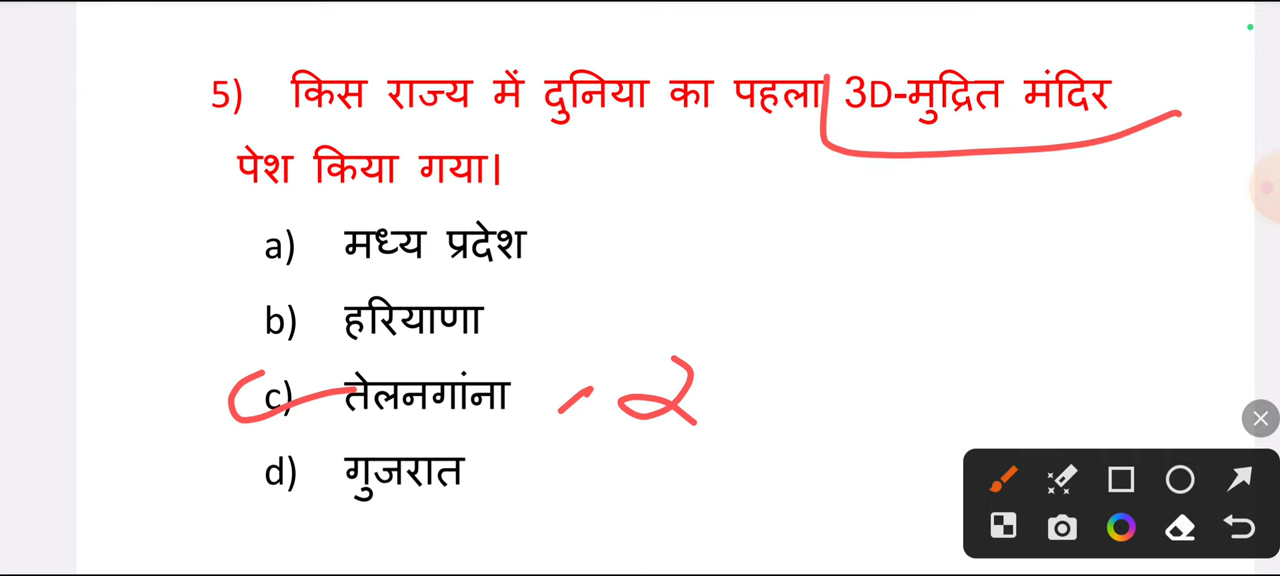 5) किस राज्य में दुनिया का पहला 3D-मुद्रित मंदिर
पेश किया गया।
a) मध्य प्रदेश
b) हरियाणा
c) तेलनगांना
d) गुजरात